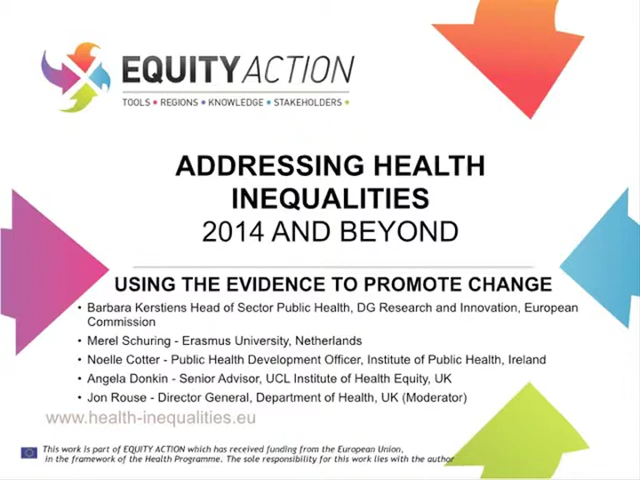 EQUITY ACTION
TOOLS • REGIONS • KNOWLEDGE • STAKEHOLDERS •
ADDRESSING HEALTH
INEQUALITIES
2014 AND BEYOND
USING THE EVIDENCE TO PROMOTE CHANGE
• Barbara Kerstiens Head of Sector Public Health, DG Research and Innovation, European
Commission
• Merel Schuring - Erasmus University, Netherlands
• Noelle Cotter - Public Health Development Officer, Institute of Public Health, Ireland
• Angela Donkin - Senior Advisor, UCL Institute of Health Equity, UK
• Jon Rouse - Director General, Department of Health, UK (Moderator)
www.health-inequalities.eu
This work is part of EQUITY ACTION which has received funding from the European Union,
in the framework of the Health Programme. The sole responsibility for this work lies with the author